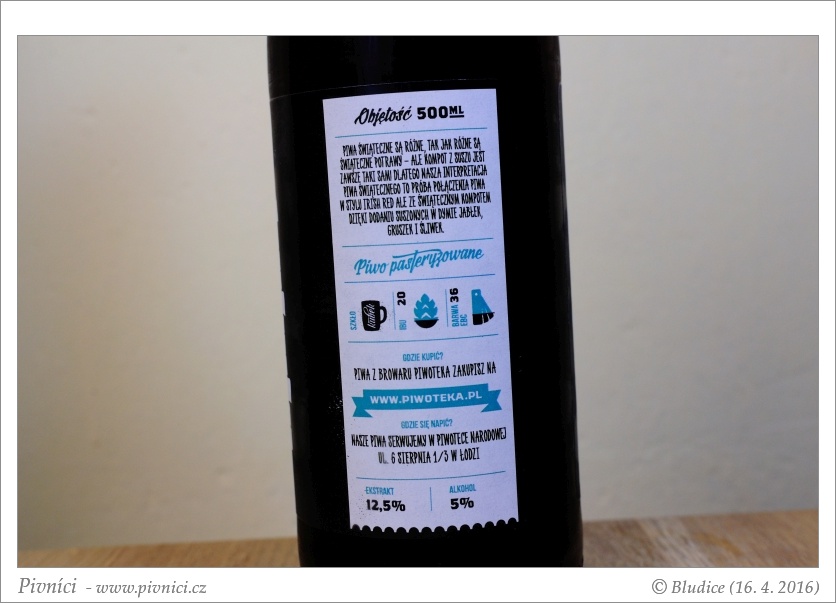 Objętość 500ML
PIWA ŚWIĄTECZNE SĄ RÓŻNE, TAK JAK RÓŻNE SĄ
ŚWIĄTECZNE POTRAWY – ALE KOMPOT Z SUSZU JEST
ZAWSZE TAKI SAM! DLATEGO NASZA INTERPRETACJA
PIWA ŚWIĄTECZNEGO TO PRÓBA POŁĄCZENIA PIWA
W STYLU IRISH RED ALE ZE ŚWIĄTECZNYM KOMPOTEM
DZIĘKI DODANIU SUSZONYCH W DYMIE JABŁEK,
GRUSZEK I ŚLIWEK.
Piwo pasteryzowane
SZKŁO
IBU 20
BARWA EBC 36
GDZIE KUPIĆ?
PIWA Z BROWARU PIWOTEKA ZAKUPISZ NA
WWW.PIWOTEKA.PL
GDZIE SIĘ NAPIĆ?
NASZE PIWA SERWUJEMY W PIWOTECE NARODOWEJ
UL. 6 SIERPNIA 1/3 W ŁODZI
EKSTRAKT ALKOHOL
12,5% 5%
Pivníci - www.pivnici.cz © Bludice (16. 4. 2016)